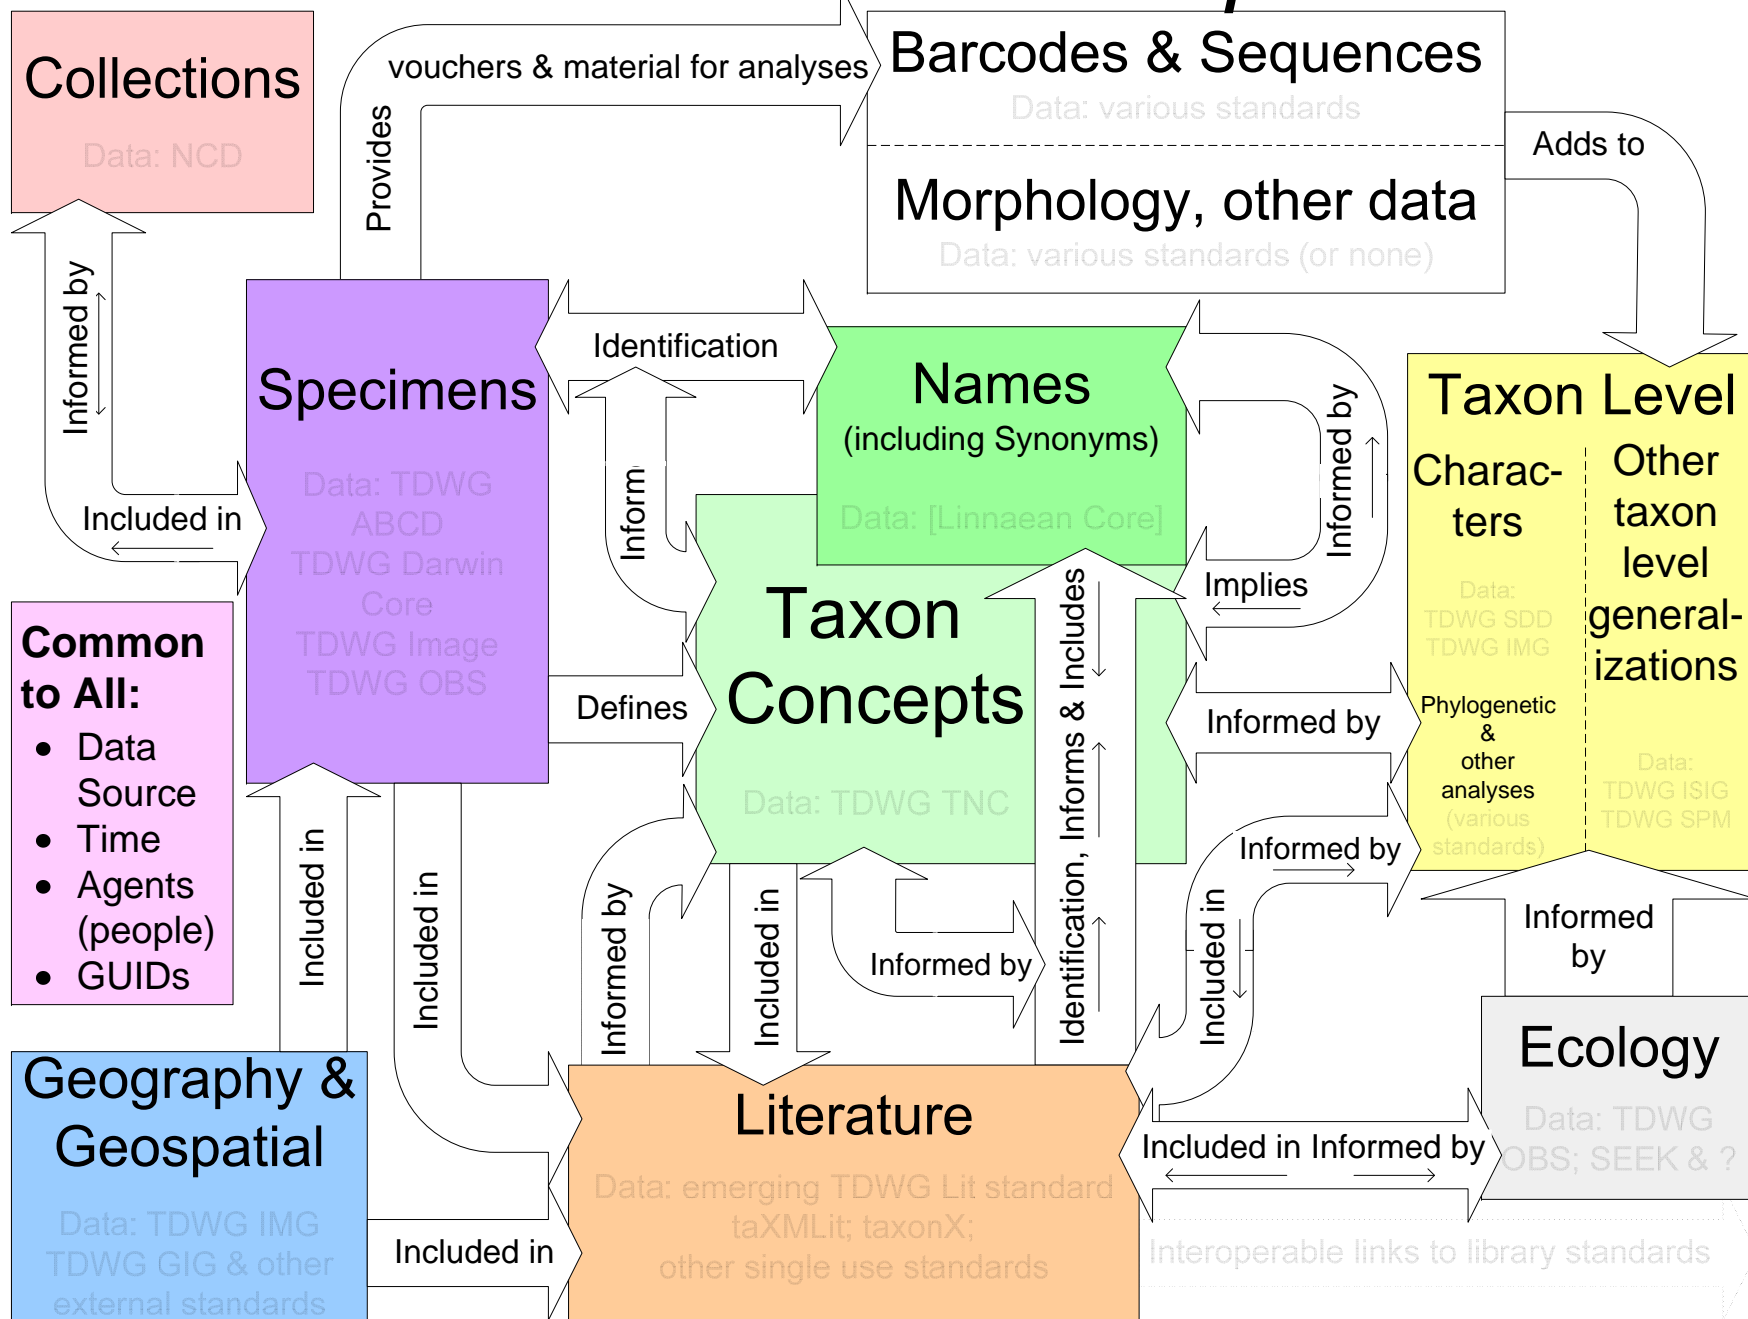 Collections
Data: NCD
vouchers & material for analyses
Provides
Barcodes & Sequences
Data: various standards
Morphology, other data
Data: various standards (or none)
Adds to
Informed by
Included in
Specimens
Data: TDWG
ABCD
TDWG Darwin
Core
TDWG Image
TDWG OBS
Identification
Inform
Defines
Names
(including Synonyms)
Data: [Linnaean Core]
Taxon
Concepts
Data: TDWG TNC
Informed by
Implies
Informed by
Taxon Level
Charac-
ters
Data:
TDWG SDD
TDWG IMG
Phylogenetic
&
other
analyses
(various
standards)
Other
taxon
level
general-
izations
Data:
TDWG ISIG
TDWG SPM
Common
to All:
• Data
Source
• Time
• Agents
(people)
• GUIDs
Included in
Included in
Informed by
Included in
Informed by
Identification, Informs & Includes
Included in
Informed by
Informed
by
Geography &
Geospatial
Data: TDWG IMG
TDWG GIG & other
external standards
Included in
Literature
Data: emerging TDWG Lit standard
taXMLit; taxonX;
other single use standards
Included in Informed by
Ecology
Data: TDWG
OBS; SEEK & ?
Interoperable links to library standards